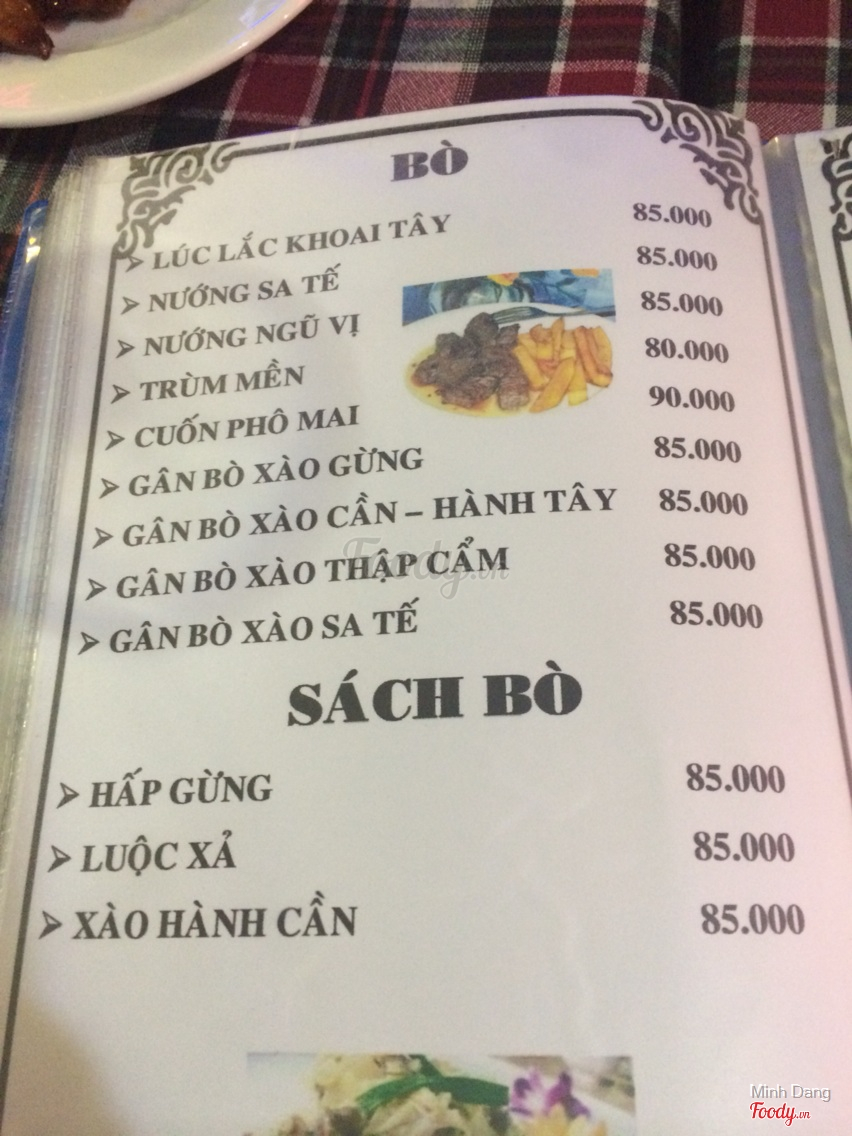 BÒ
➢ LÚC LẮC KHOAI TÂY 85.000
➢ NƯỚNG SA TẾ 85.000
➢ NƯỚNG NGŨ VỊ 85.000
➢ TRÙM MỀN 80.000
➢ CUỐN PHÔ MAI 90.000
➢ GÂN BÒ XÀO GỪNG 85.000
➢ GÂN BÒ XÀO CẦN – HÀNH TÂY 85.000
➢ GÂN BÒ XÀO THẬP CẨM 85.000
➢ GÂN BÒ XÀO SA TẾ 85.000
Foody.vn
SÁCH BÒ
➢ HẤP GỪNG 85.000
➢ LUỘC XẢ 85.000
➢ XÀO HÀNH CẦN 85.000
Minh Dang
Foody.vn